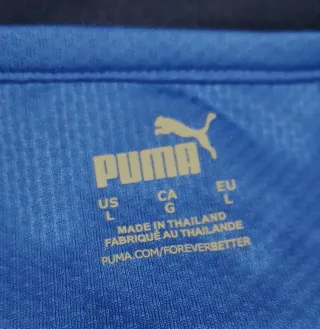 PUMA
US CA EU
L G L
MADE IN THAILAND
FABRIQUÉ AU THAILANDE
PUMA.COM/FOREVERBETTER